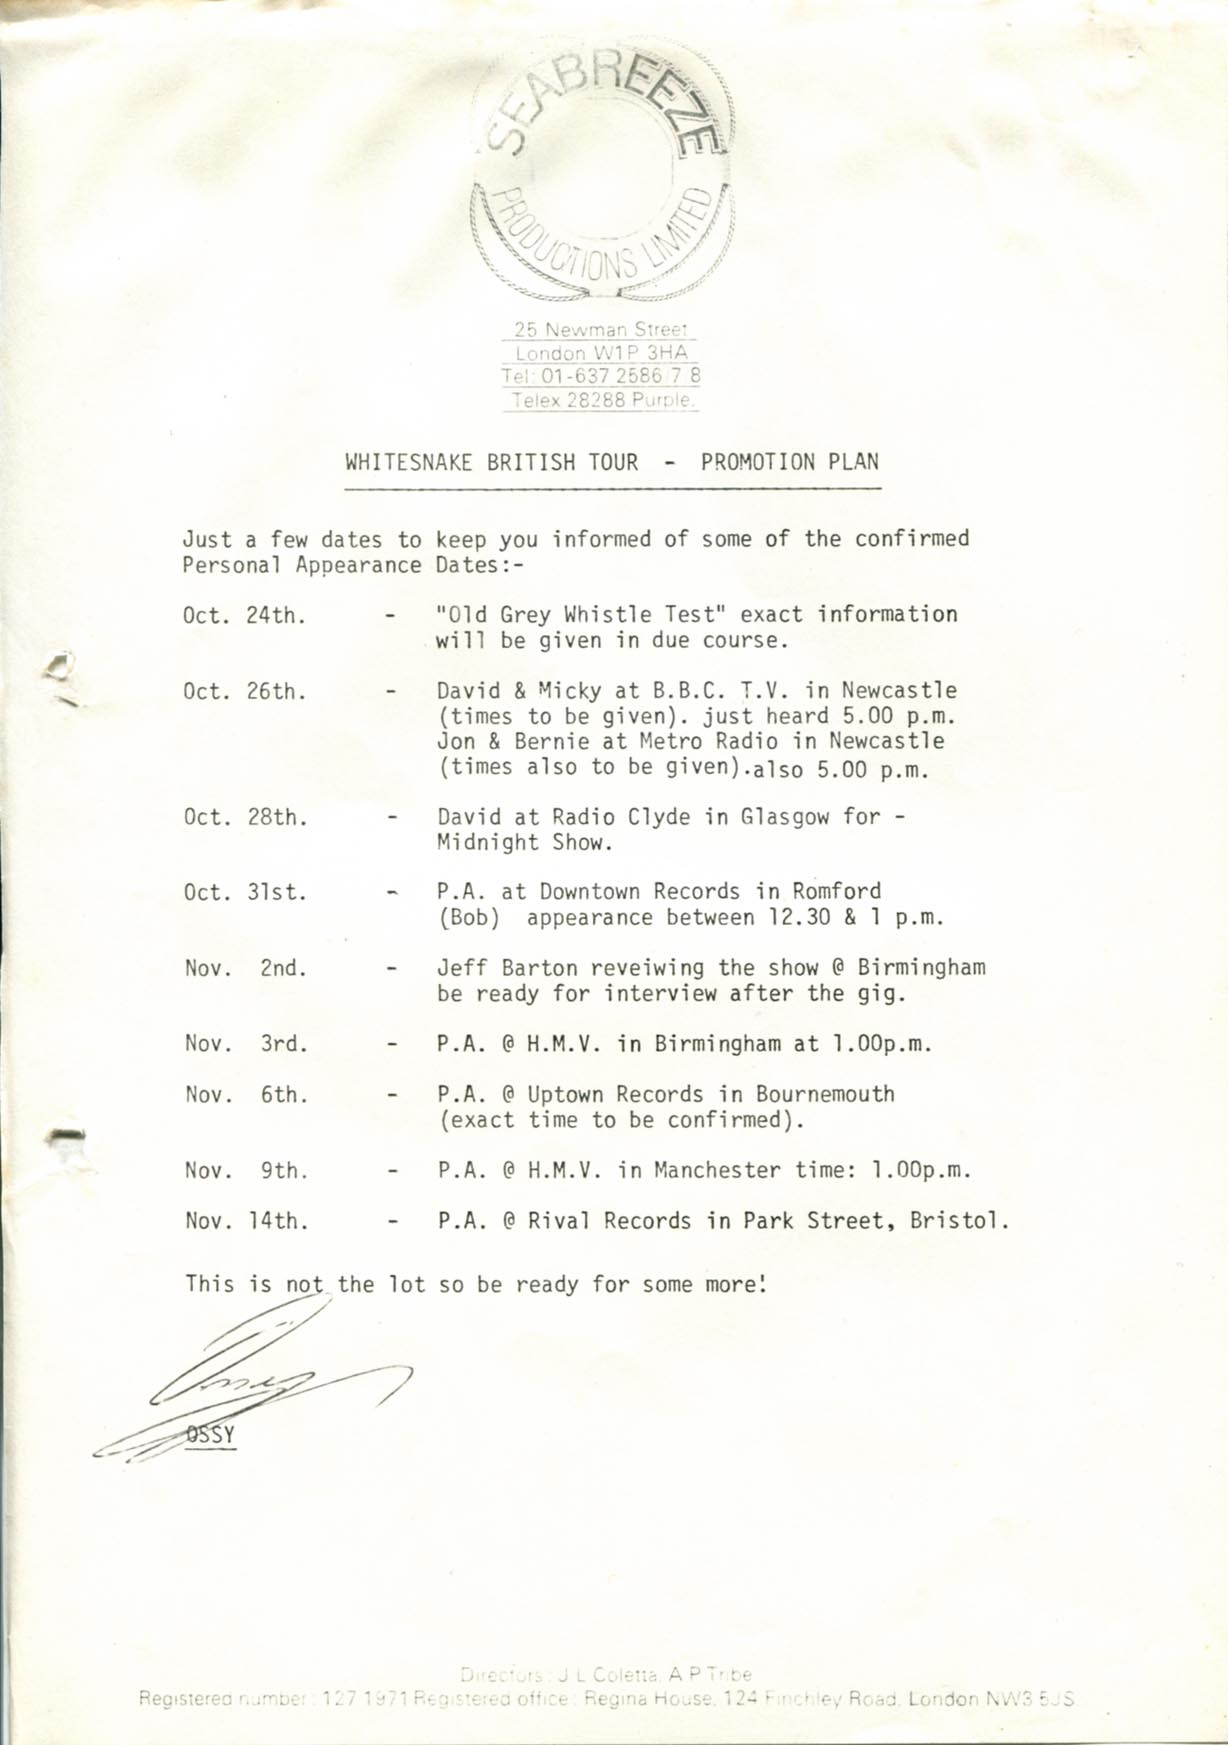 SEABREEZE
PRODUCTIONS LIMITED
25 Newman Street
London W1P 3HA
Tel: 01-637 2586 7 8
Telex 28288 Purple.
WHITESNAKE BRITISH TOUR - PROMOTION PLAN
Just a few dates to keep you informed of some of the confirmed
Personal Appearance Dates:-
Oct. 24th. - "Old Grey Whistle Test" exact information
will be given in due course.
Oct. 26th. - David & Micky at B.B.C. T.V. in Newcastle
(times to be given). just heard 5.00 p.m.
Jon & Bernie at Metro Radio in Newcastle
(times also to be given).also 5.00 p.m.
Oct. 28th. - David at Radio Clyde in Glasgow for -
Midnight Show.
Oct. 31st. - P.A. at Downtown Records in Romford
(Bob) appearance between 12.30 & 1 p.m.
Nov. 2nd. - Jeff Barton reveiwing the show @ Birmingham
be ready for interview after the gig.
Nov. 3rd. - P.A. @ H.M.V. in Birmingham at 1.00p.m.
Nov. 6th. - P.A. @ Uptown Records in Bournemouth
(exact time to be confirmed).
Nov. 9th. - P.A. @ H.M.V. in Manchester time: 1.00p.m.
Nov. 14th. - P.A. @ Rival Records in Park Street, Bristol.
This is not the lot so be ready for some more!
OSSY
Directors: J L Coletta, A P Tribe
Registered number: 127 1971 Registered office: Regina House, 124 Finchley Road, London NW3 5JS